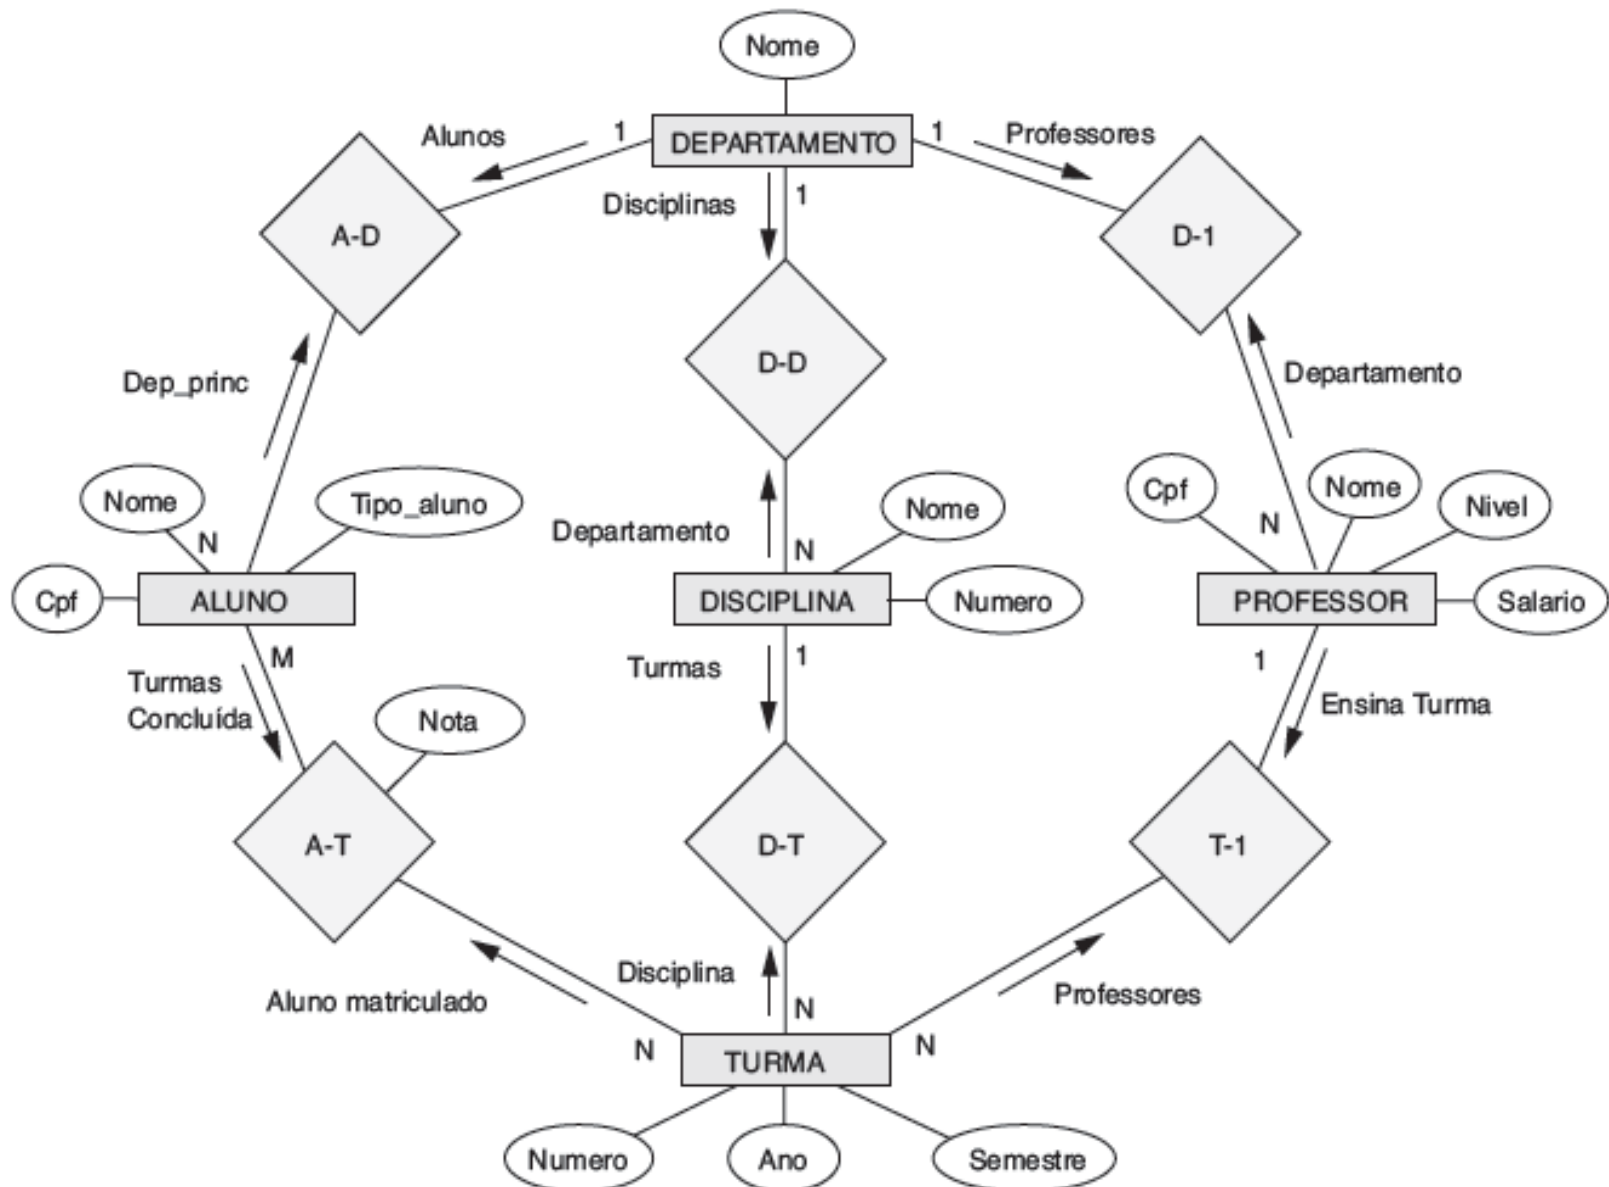 Nome
Alunos
1
DEPARTAMENTO
1
Professores
Disciplinas
1
A-D
D-1
D-D
Dep_princ
Departamento
Nome
Tipo_aluno
Cpf
Nome
Nivel
Departamento
Nome
N
N
N
Cpf
ALUNO
DISCIPLINA
Numero
PROFESSOR
Salario
M
Turmas
Concluída
Turmas
1
1
Ensina Turma
Nota
A-T
D-T
T-1
Disciplina
Aluno matriculado
Professores
N
N
N
TURMA
Numero
Ano
Semestre